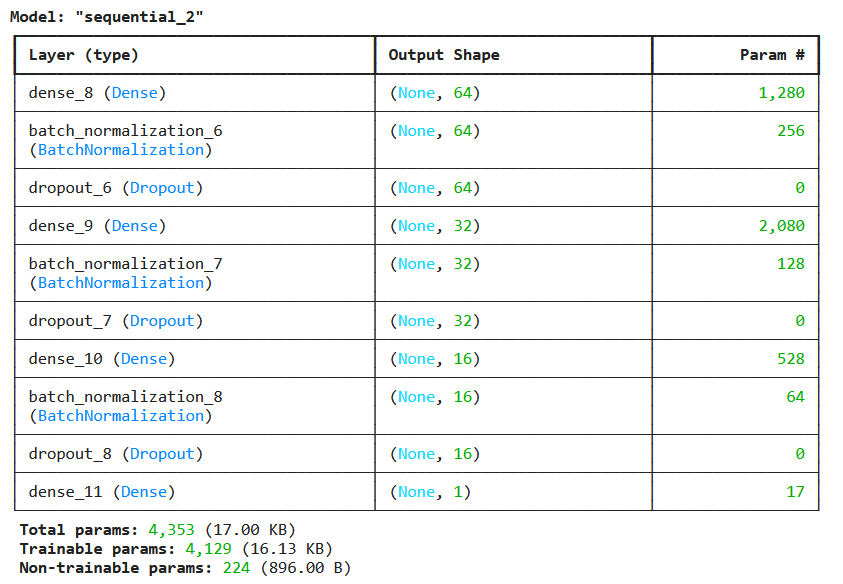 Model: "sequential_2"
Layer (type) Output Shape Param #
dense_8 (Dense) (None, 64) 1,280
batch_normalization_6 (None, 64) 256
(BatchNormalization)
dropout_6 (Dropout) (None, 64) 0
dense_9 (Dense) (None, 32) 2,080
batch_normalization_7 (None, 32) 128
(BatchNormalization)
dropout_7 (Dropout) (None, 32) 0
dense_10 (Dense) (None, 16) 528
batch_normalization_8 (None, 16) 64
(BatchNormalization)
dropout_8 (Dropout) (None, 16) 0
dense_11 (Dense) (None, 1) 17
Total params: 4,353 (17.00 KB)
Trainable params: 4,129 (16.13 KB)
Non-trainable params: 224 (896.00 B)